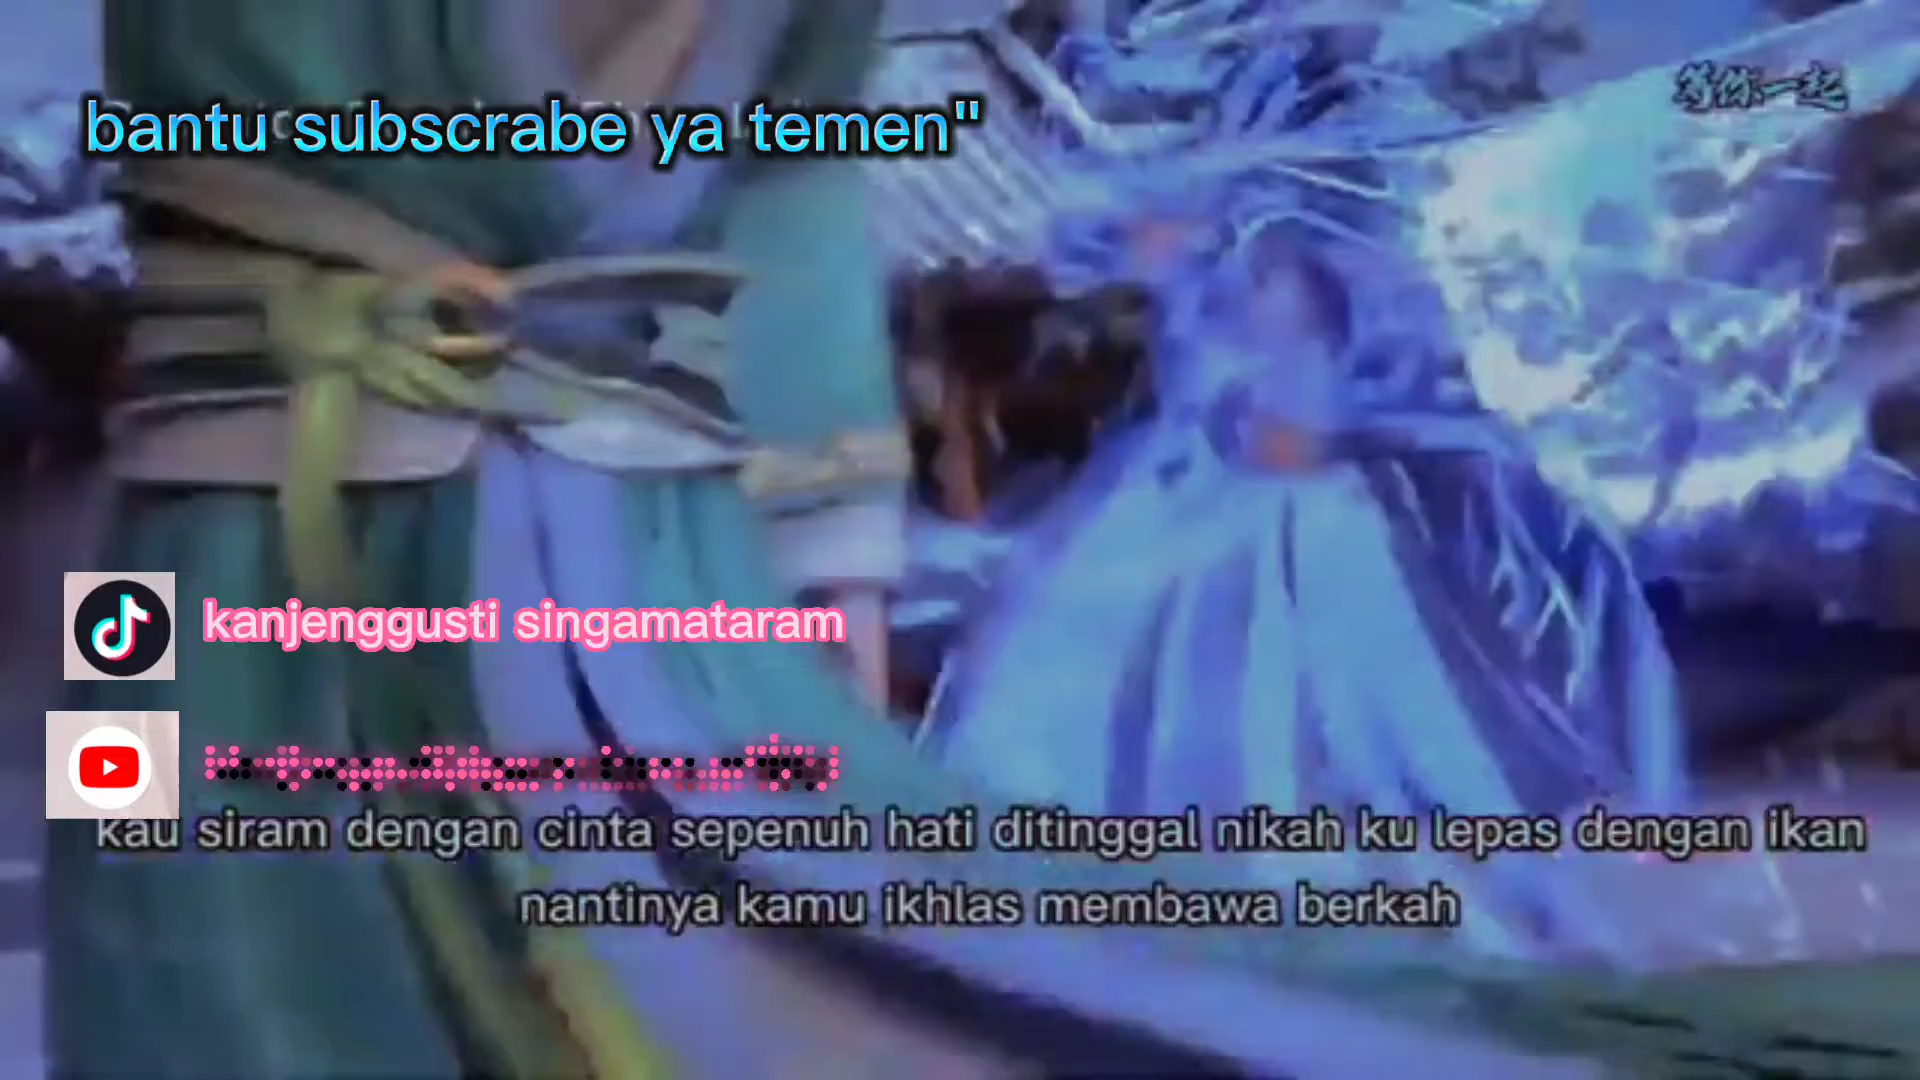 等你一起
bantu subscrabe ya temen"
kanjenggusti singamataram
kau siram dengan cinta sepenuh hati ditinggal nikah ku lepas dengan ikan
nantinya kamu ikhlas membawa berkah